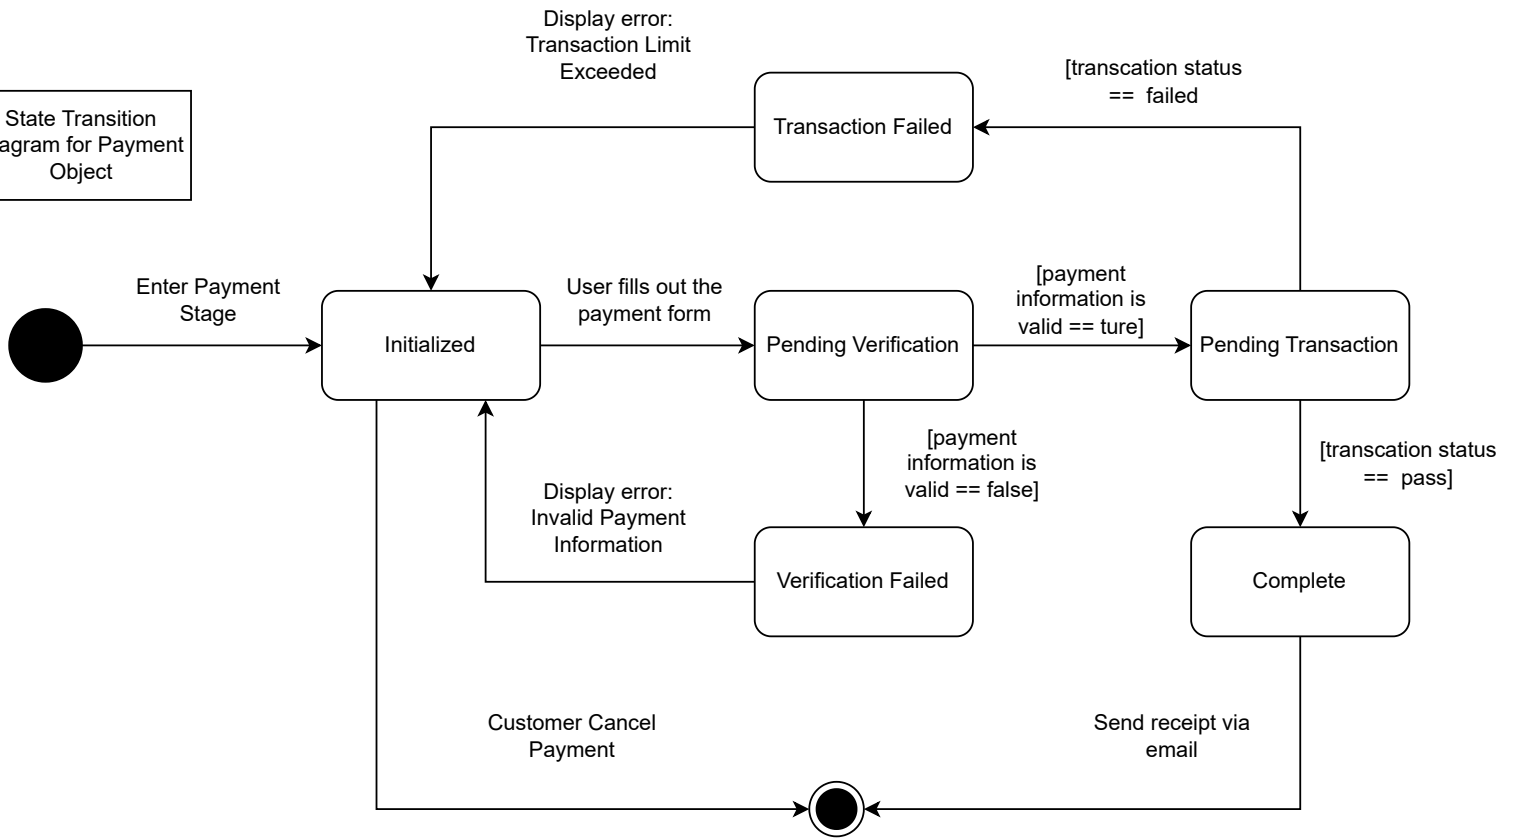 Display error:
Transaction Limit
Exceeded
[transcation status
== failed
State Transition
agram for Payment
Object
Transaction Failed
Enter Payment
Stage
User fills out the
payment form
[payment
information is
valid == ture]
Initialized
Pending Verification
Pending Transaction
[payment
information is
valid == false]
[transcation status
== pass]
Display error:
Invalid Payment
Information
Verification Failed
Complete
Customer Cancel
Payment
Send receipt via
email